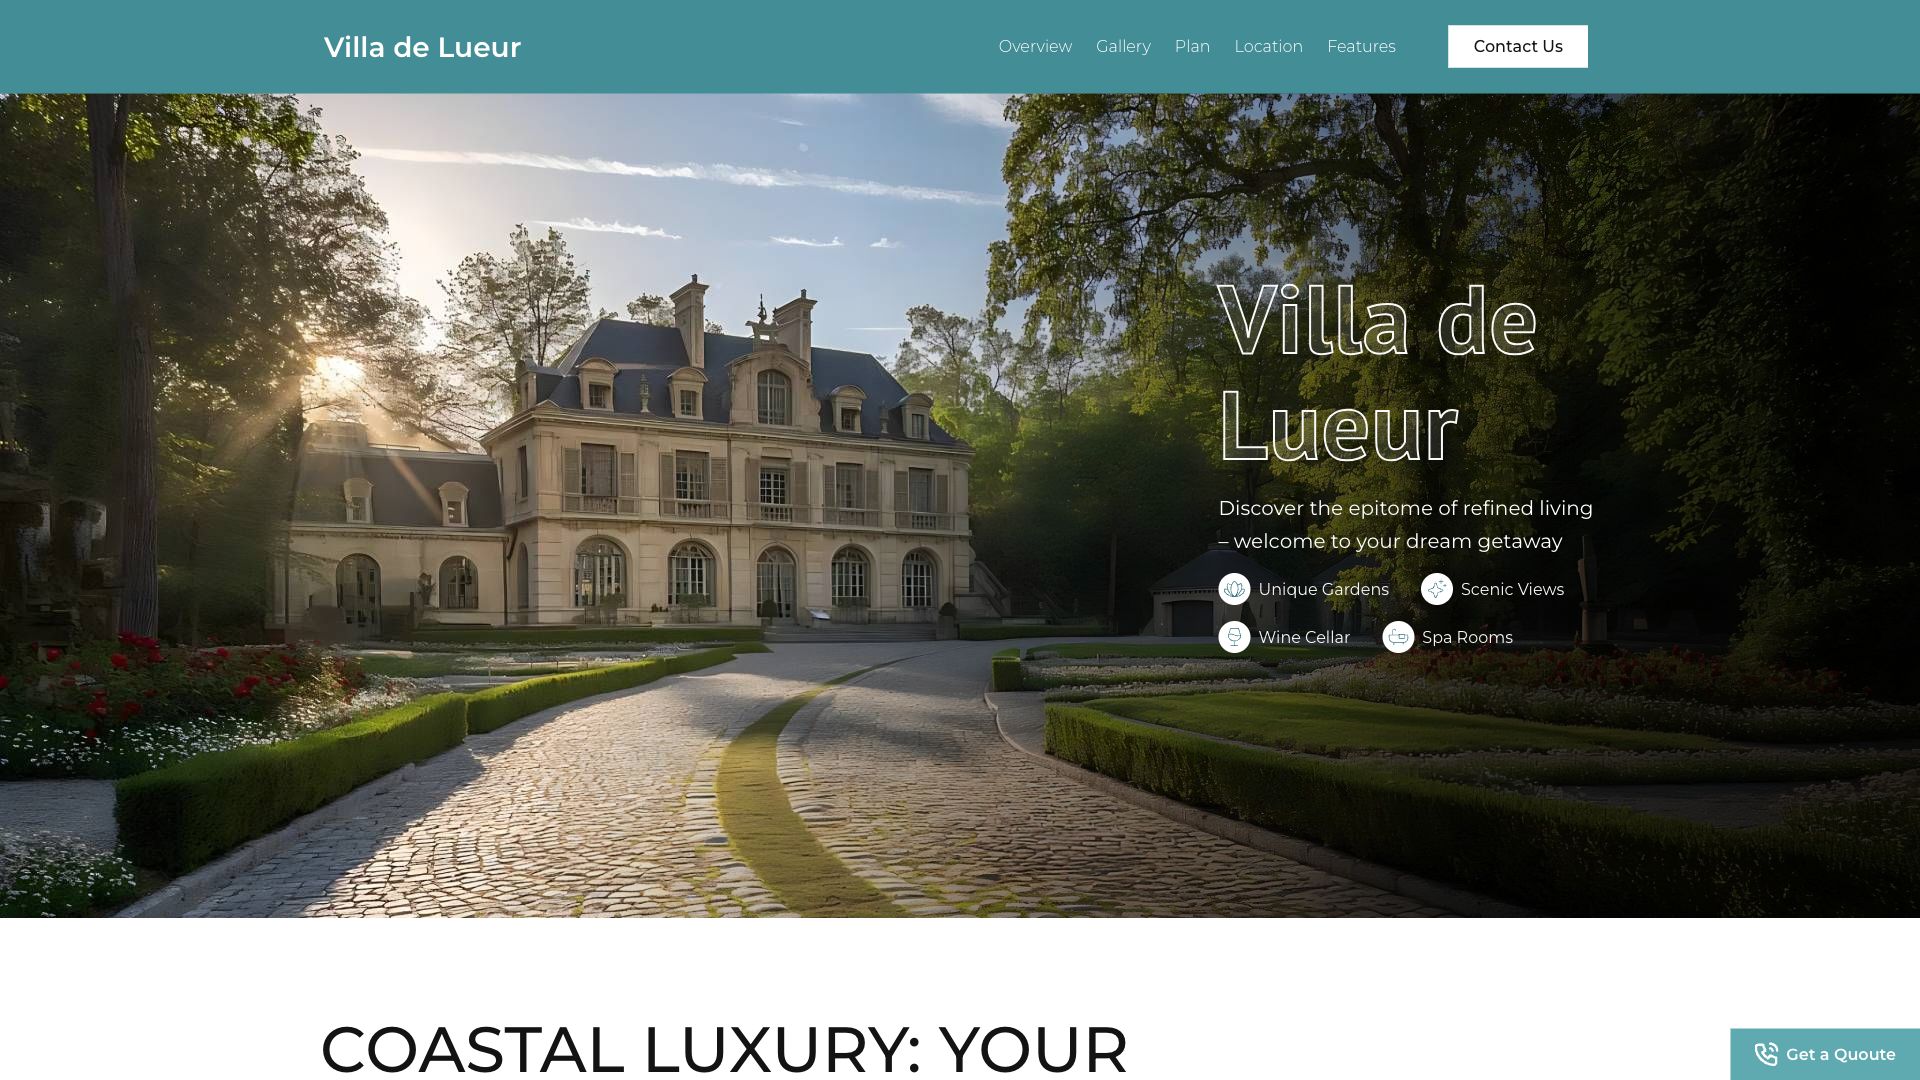 Villa de Lueur
Overview Gallery Plan Location Features Contact Us
Villa de
Lueur
Discover the epitome of refined living
– welcome to your dream getaway
Unique Gardens Scenic Views
Wine Cellar Spa Rooms
COASTAL LUXURY: YOUR
Get a Quoute